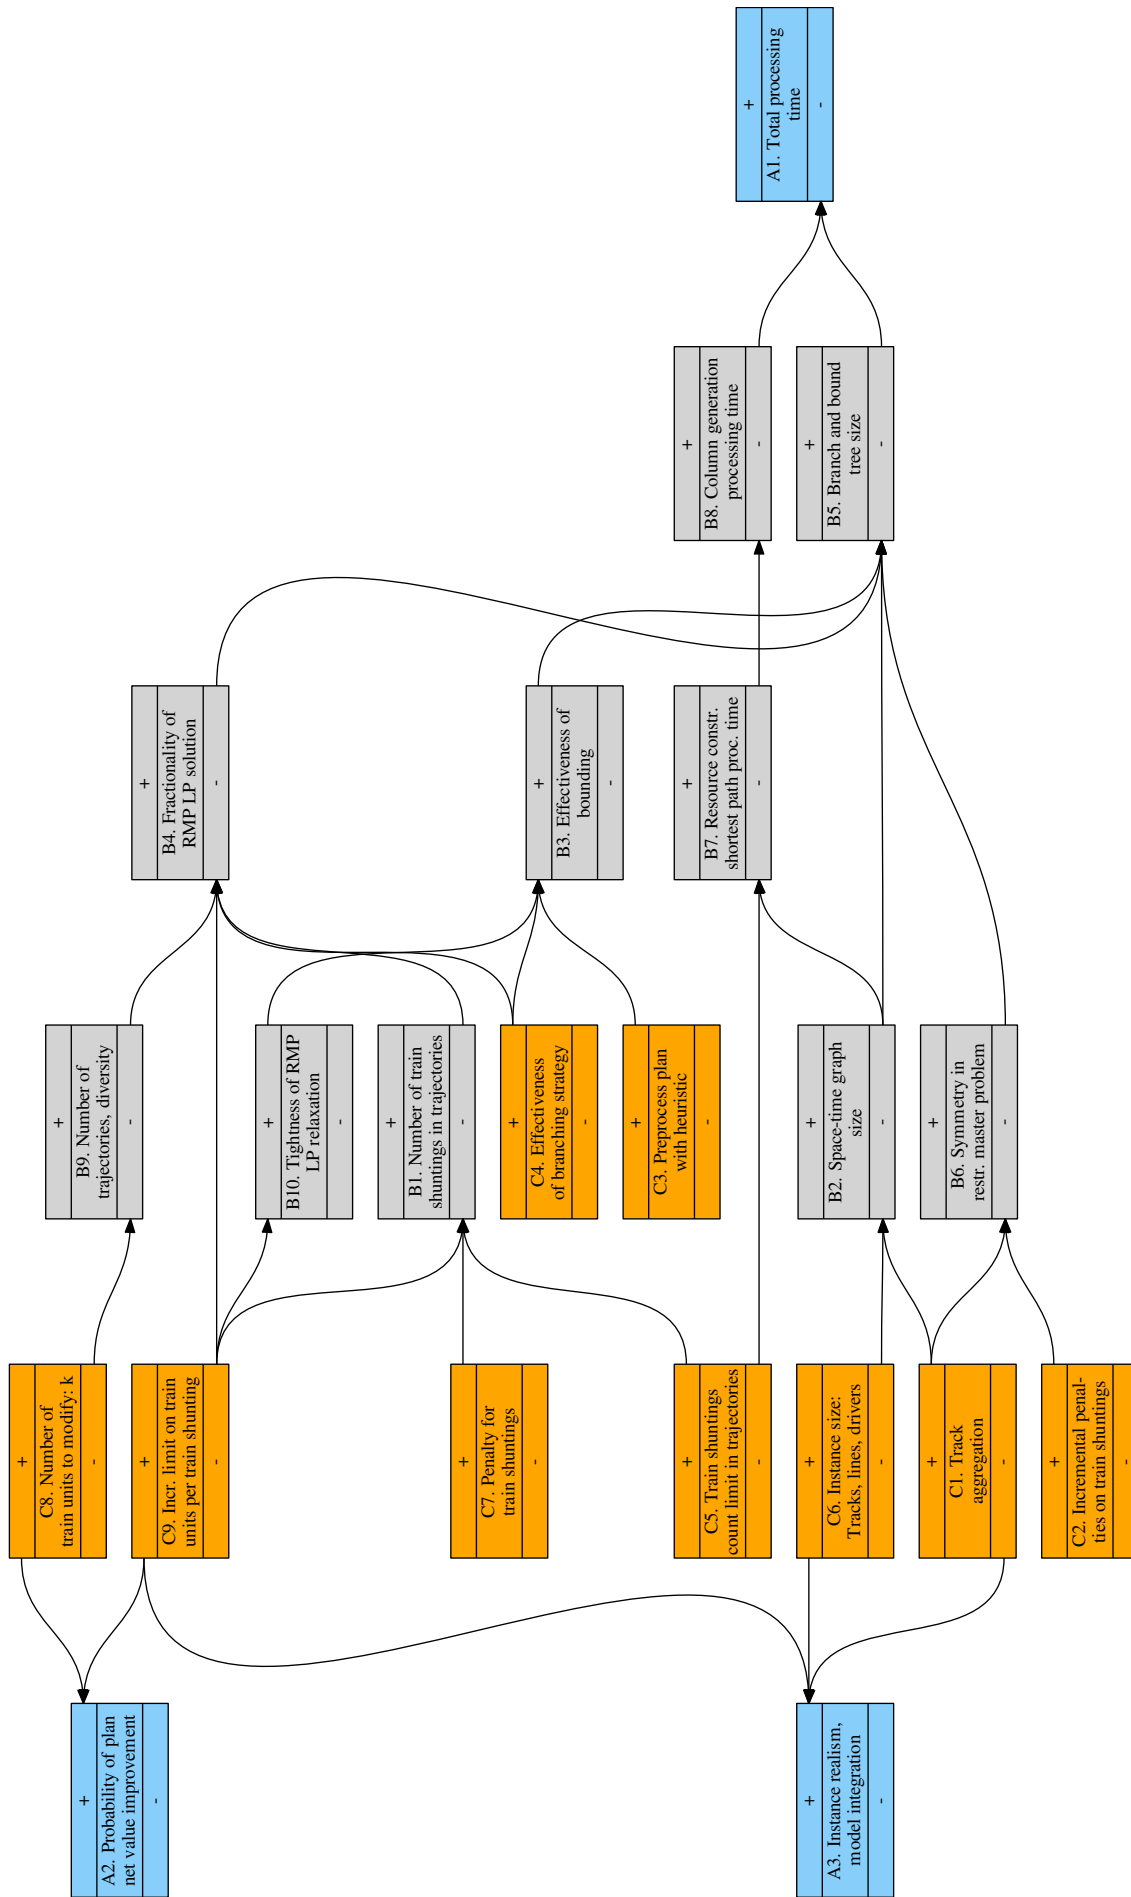 +
A2. Probability of plan
net value improvement
-
+
A3. Instance realism,
model integration
-
+
C8. Number of
train units to modify: k
-
+
C9. Incr. limit on train
units per train shunting
-
+
C7. Penalty for
train shuntings
-
+
C5. Train shuntings
count limit in trajectories
-
+
C6. Instance size:
Tracks, lines, drivers
-
+
C1. Track
aggregation
-
+
C2. Incremental penal-
ties on train shuntings
-
+
B9. Number of
trajectories, diversity
-
+
B10. Tightness of RMP
LP relaxation
-
+
B1. Number of train
shuntings in trajectories
-
+
C4. Effectiveness
of branching strategy
-
+
C3. Preprocess plan
with heuristic
-
+
B2. Space-time graph
size
-
+
B6. Symmetry in
restr. master problem
-
+
B4. Fractionality of
RMP LP solution
-
+
B3. Effectiveness of
bounding
-
+
B7. Resource constr.
shortest path proc. time
-
+
B8. Column generation
processing time
-
+
B5. Branch and bound
tree size
-
+
A1. Total processing
time
-